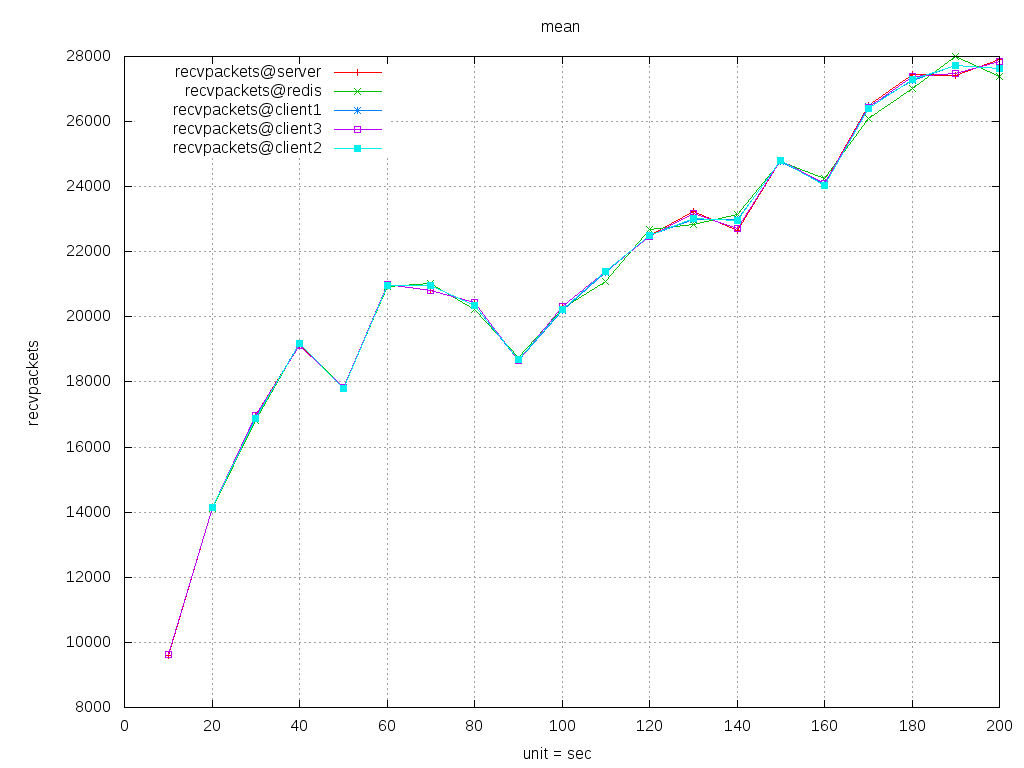 mean
28000
26000
24000
22000
20000
18000
16000
14000
12000
10000
8000
recvpackets
recvpackets@server
recvpackets@redis
recvpackets@client1
recvpackets@client3
recvpackets@client2
0 20 40 60 80 100 120 140 160 180 200
unit = sec